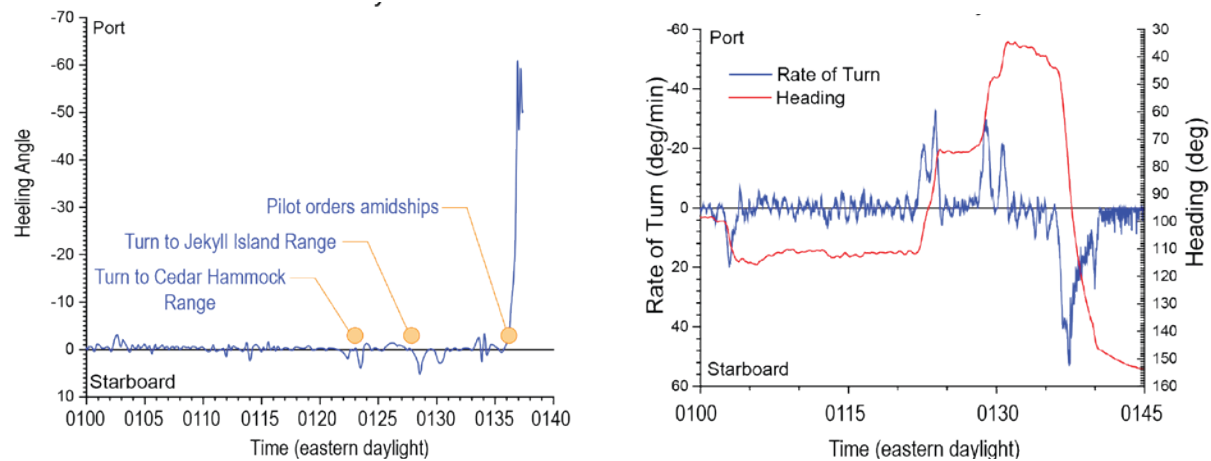 -70
-60
-50
-40
-30
-20
-10
0
10
Port
Starboard
Heeling Angle
Pilot orders amidships
Turn to Jekyll Island Range
Turn to Cedar Hammock
Range
0100 0105 0110 0115 0120 0125 0130 0135 0140
Time (eastern daylight)
-60
-40
-20
0
20
40
60
Port
Starboard
Rate of Turn (deg/min)
Rate of Turn
Heading
30
40
50
60
70
80
90
100
110
120
130
140
150
160
Heading (deg)
0100 0115 0130 0145
Time (eastern daylight)